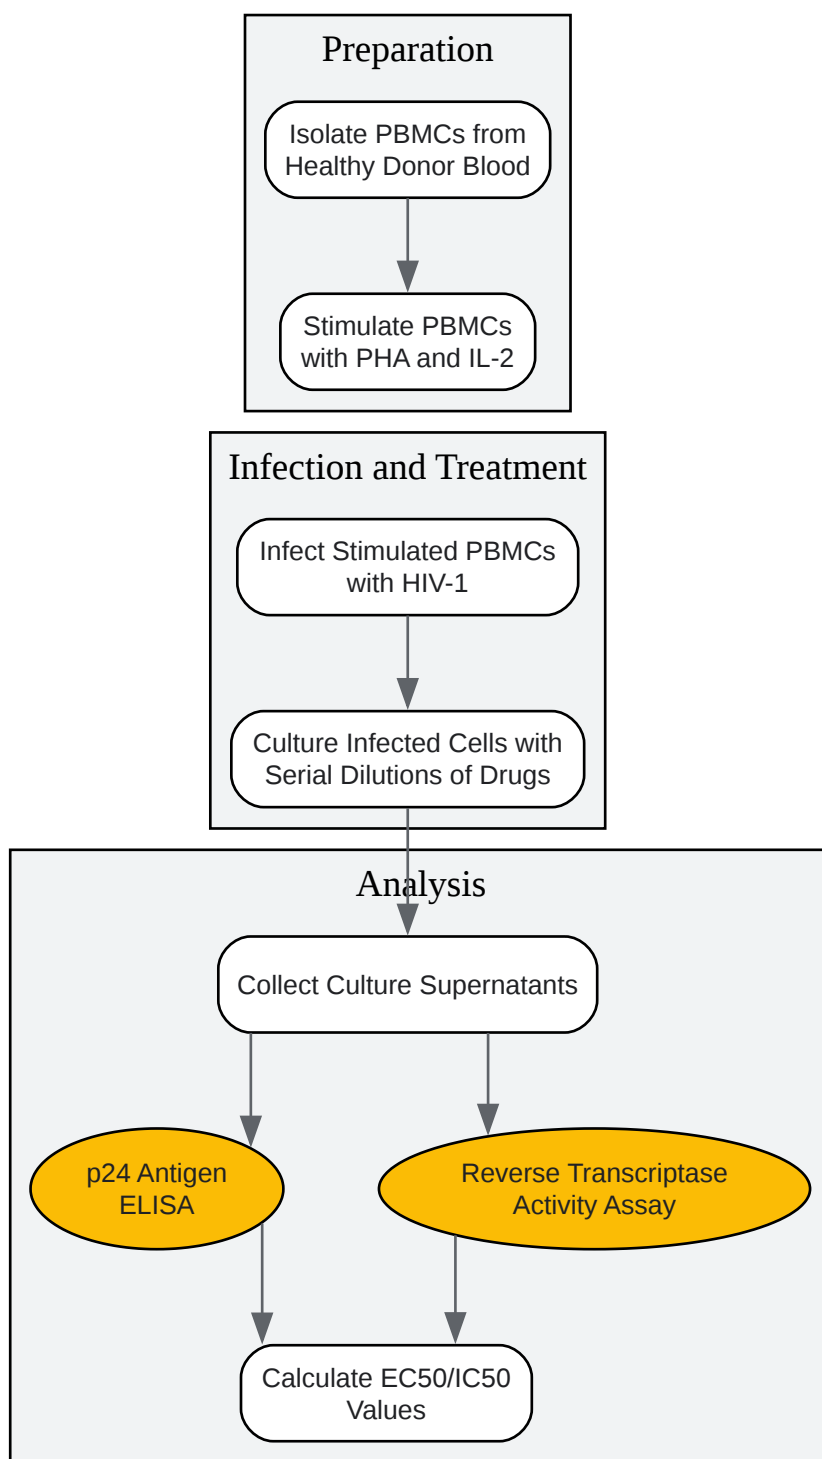 Preparation
Isolate PBMCs from
Healthy Donor Blood
Stimulate PBMCs
with PHA and IL-2
Infection and Treatment
Infect Stimulated PBMCs
with HIV-1
Culture Infected Cells with
Serial Dilutions of Drugs
Analysis
Collect Culture Supernatants
p24 Antigen
ELISA
Reverse Transcriptase
Activity Assay
Calculate EC50/IC50
Values